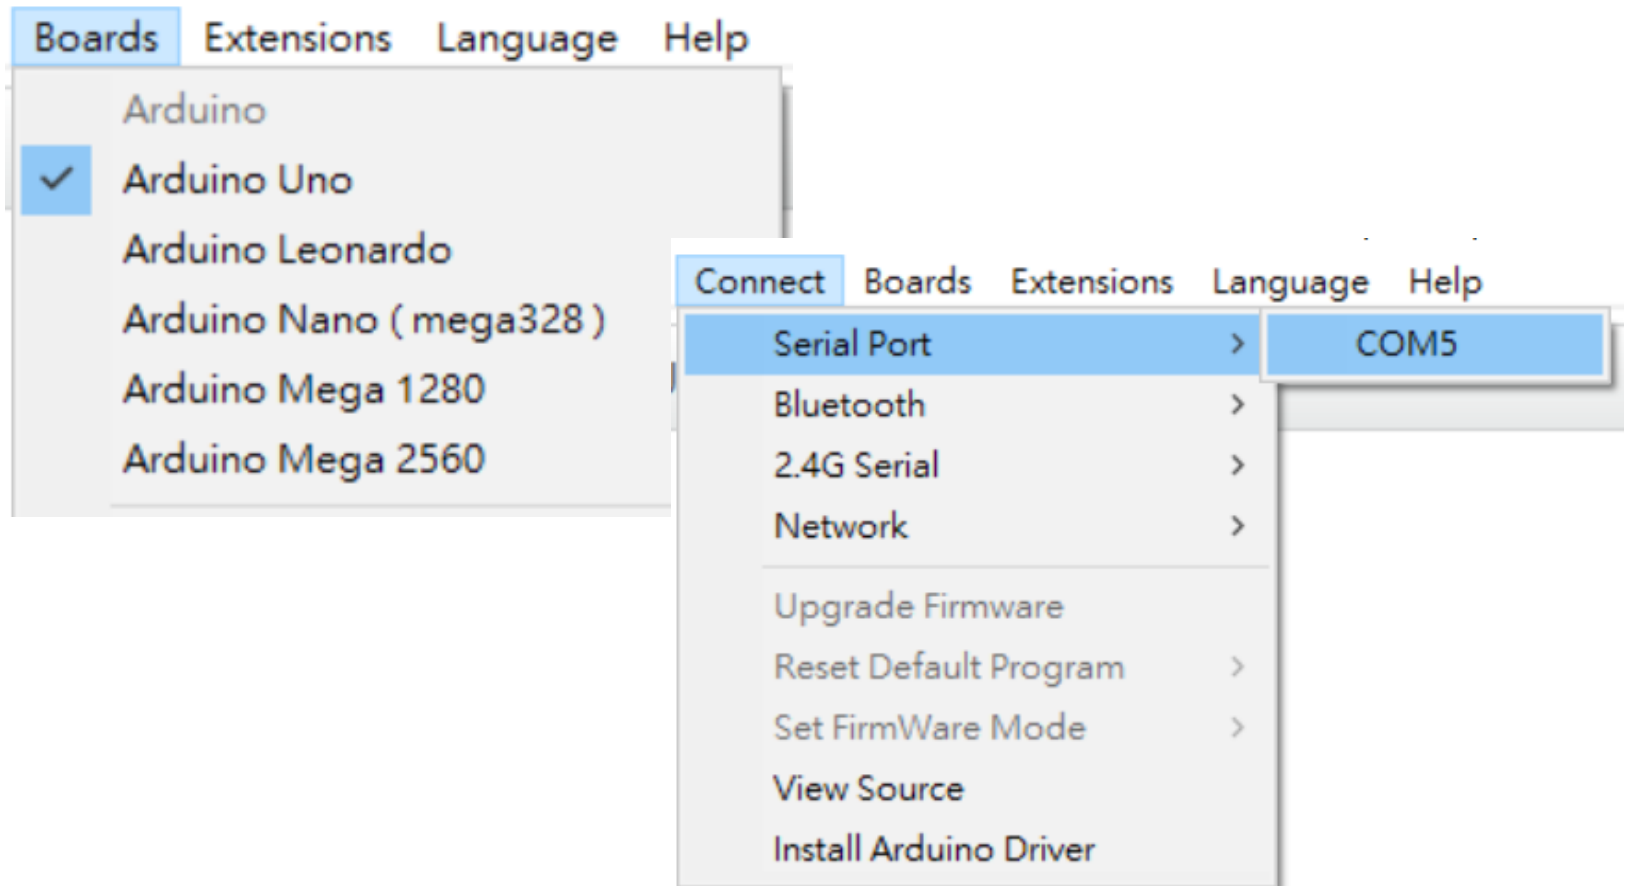 Boards Extensions Language Help
Arduino
Arduino Uno
Arduino Leonardo
Arduino Nano ( mega328 )
Arduino Mega 1280
Arduino Mega 2560
Connect Boards Extensions Language Help
Serial Port COM5
Bluetooth
2.4G Serial
Network
Upgrade Firmware
Reset Default Program
Set FirmWare Mode
View Source
Install Arduino Driver